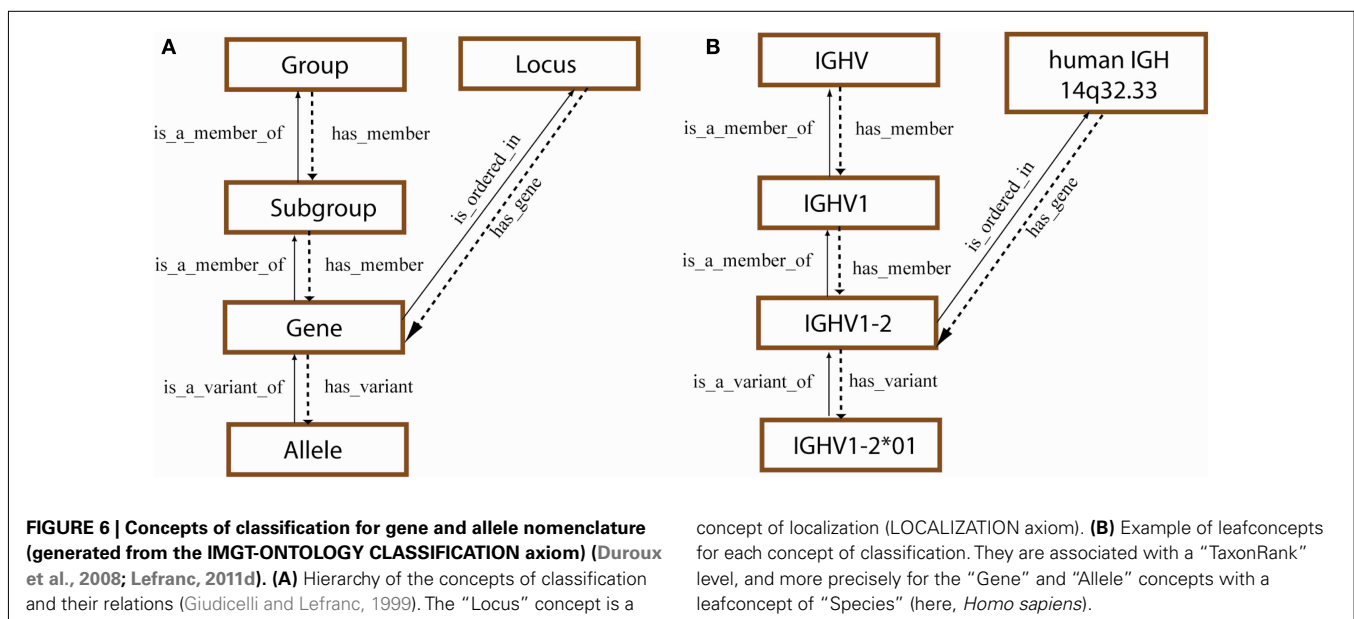 A
Group
Locus
is_a_member_of
has_member
Subgroup
is_ordered_in
has_gene
is_a_member_of
has_member
Gene
is_a_variant_of
has_variant
Allele
B
IGHV
human IGH
14q32.33
is_a_member_of
has_member
IGHV1
is_ordered_in
has_gene
is_a_member_of
has_member
IGHV1-2
is_a_variant_of
has_variant
IGHV1-2*01
FIGURE 6 | Concepts of classification for gene and allele nomenclature
(generated from the IMGT-ONTOLOGY CLASSIFICATION axiom) (Duroux
et al., 2008; Lefranc, 2011d). (A) Hierarchy of the concepts of classification
and their relations (Giudicelli and Lefranc, 1999). The “Locus” concept is a
concept of localization (LOCALIZATION axiom). (B) Example of leafconcepts
for each concept of classification. They are associated with a “TaxonRank”
level, and more precisely for the “Gene” and “Allele” concepts with a
leafconcept of “Species” (here, Homo sapiens).